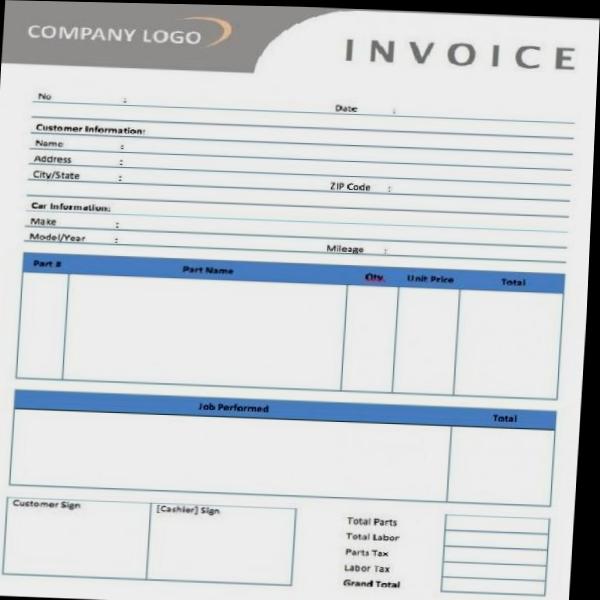 COMPANY LOGO
INVOICE
No :
Date :
Customer Information:
Name :
Address :
City/State :
ZIP Code :
Car Information:
Make :
Model/Year :
Mileage :
Part # Part Name Qty. Unit Price Total
Job Performed Total
Customer Sign [Cashier] Sign
Total Parts
Total Labor
Parts Tax
Labor Tax
Grand Total